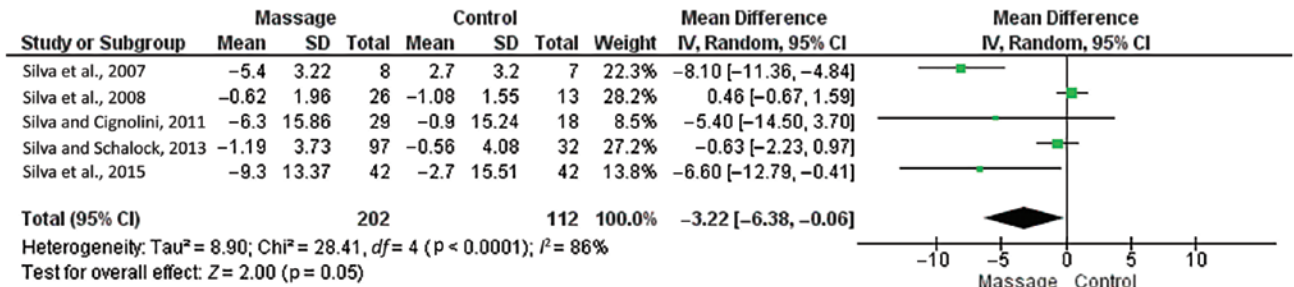 Massage Control Mean Difference Mean Difference
Study or Subgroup Mean SD Total Mean SD Total Weight IV, Random, 95% CI IV, Random, 95% CI
Silva et al., 2007 −5.4 3.22 8 2.7 3.2 7 22.3% −8.10 [−11.36, −4.84]
Silva et al., 2008 −0.62 1.96 26 −1.08 1.55 13 28.2% 0.46 [−0.67, 1.59]
Silva and Cignolini, 2011 −6.3 15.86 29 −0.9 15.24 18 8.5% −5.40 [−14.50, 3.70]
Silva and Schalock, 2013 −1.19 3.73 97 −0.56 4.08 32 27.2% −0.63 [−2.23, 0.97]
Silva et al., 2015 −9.3 13.37 42 −2.7 15.51 42 13.8% −6.60 [−12.79, −0.41]
Total (95% CI) 202 112 100.0% −3.22 [−6.38, −0.06]
Heterogeneity: Tau² = 8.90; Chi² = 28.41, df = 4 (p < 0.0001); I² = 86%
Test for overall effect: Z = 2.00 (p = 0.05)
−10 −5 0 5 10
Massage Control